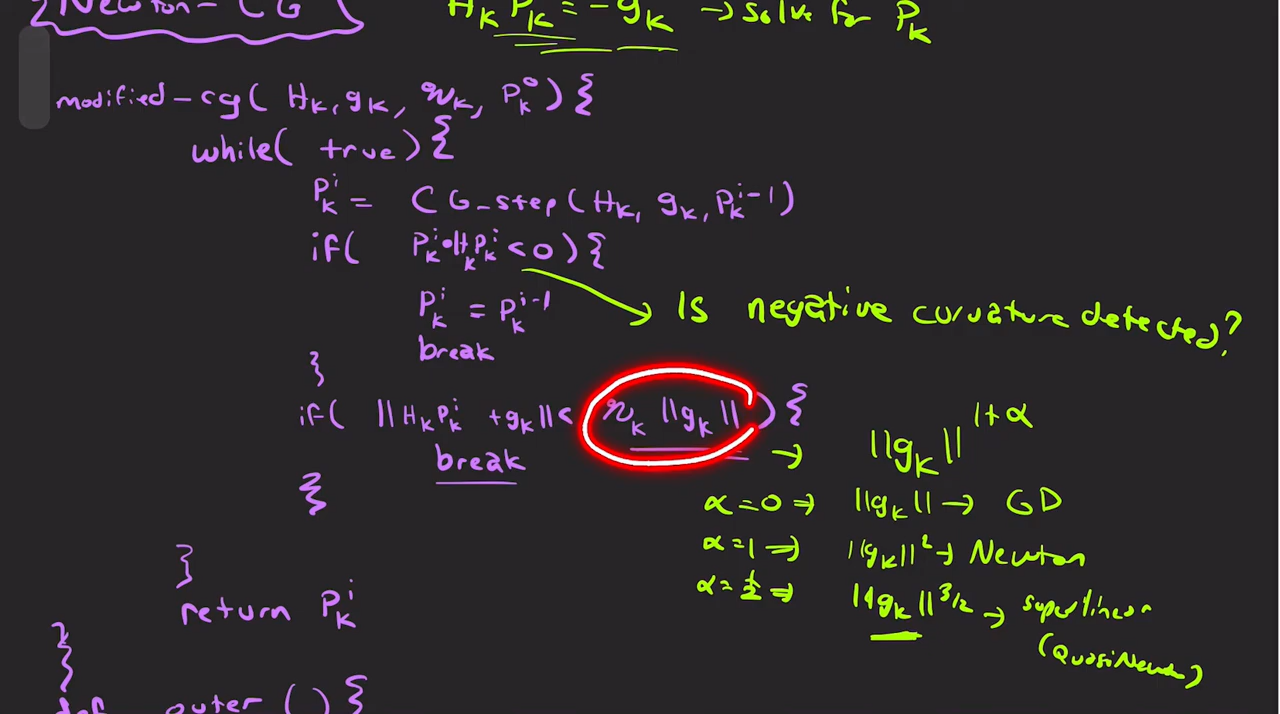 Newton-CG H_k P_k = -g_k → solve for P_k
modified-cg( H_k, g_k, η_k, P_k^0 ) {
while( true ) {
P_k^i = CG-step( H_k, g_k, P_k^{i-1} )
if( P_k^i • H_k P_k^i < 0 ) {
P_k^i = P_k^{i-1} → Is negative curvature detected?
break
}
if( || H_k P_k^i + g_k || < η_k ||g_k|| ) {
→ ||g_k||^{1+α}
break
α = 0 ⇒ ||g_k|| → GD
}
α = 1 ⇒ ||g_k||^2 → Newton
}
α = 1/2 ⇒ ||g_k||^{3/2} → superlinear
return P_k^i
(QuasiNewton)
}
def outer () {